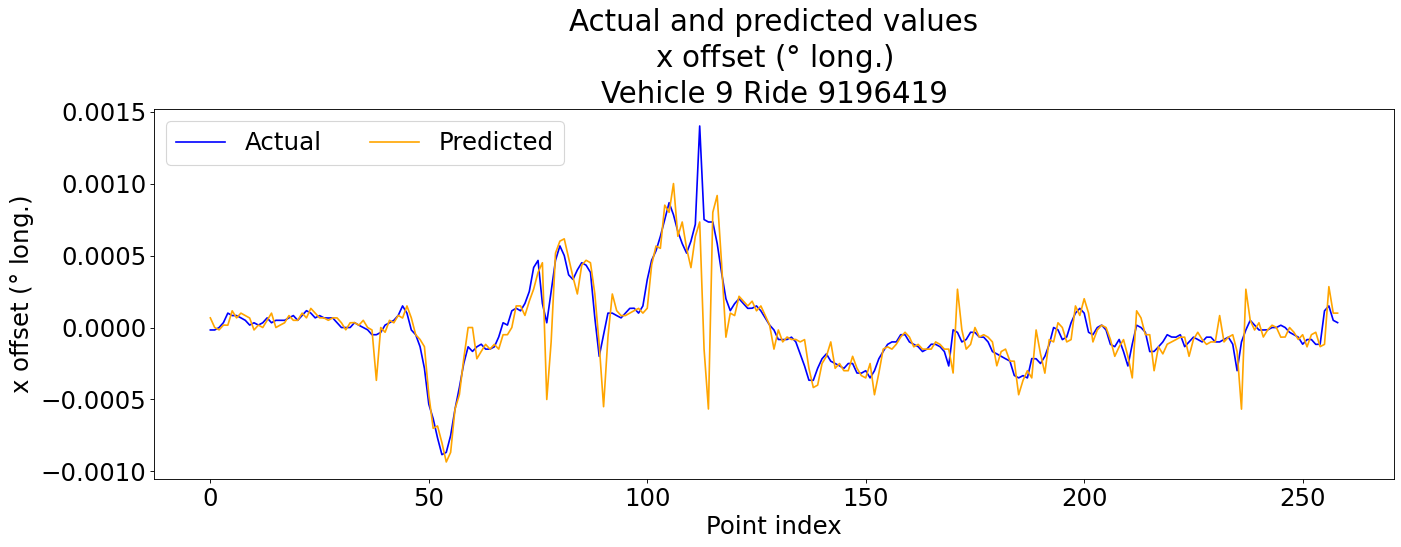 Actual and predicted values
x offset (° long.)
Vehicle 9 Ride 9196419
Actual
Predicted
x offset (° long.)
0.0015
0.0010
0.0005
0.0000
−0.0005
−0.0010
0
50
100
150
200
250
Point index